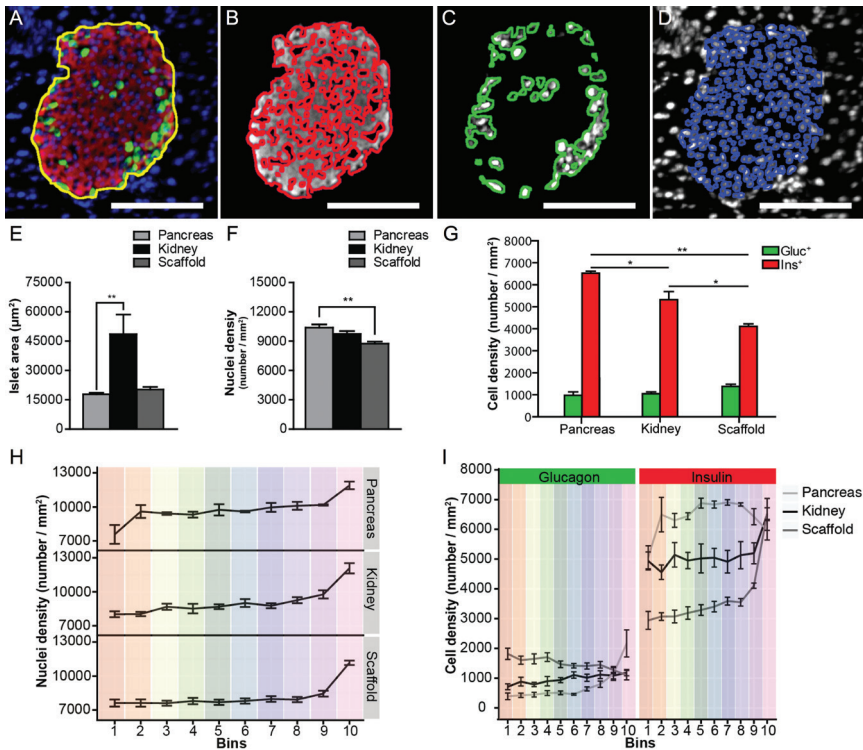 A
B
C
D
E
Pancreas
Kidney
Scaffold
75000
60000
45000
30000
15000
0
Islet area (µm²)
**
F
Pancreas
Kidney
Scaffold
15000
12000
9000
6000
3000
0
Nuclei density
(number / mm²)
**
G
Gluc⁺
Ins⁺
8000
7000
6000
5000
4000
3000
2000
1000
0
Cell density (number / mm²)
**
*
*
Pancreas
Kidney
Scaffold
H
Nuclei density (number / mm²)
13000
10000
7000
Pancreas
13000
10000
7000
Kidney
13000
10000
7000
Scaffold
1 2 3 4 5 6 7 8 9 10
Bins
I
Glucagon
Insulin
Pancreas
Kidney
Scaffold
Cell density (number / mm²)
7000
6000
5000
4000
3000
2000
1000
0
1 2 3 4 5 6 7 8 9 10
1 2 3 4 5 6 7 8 9 10
Bins